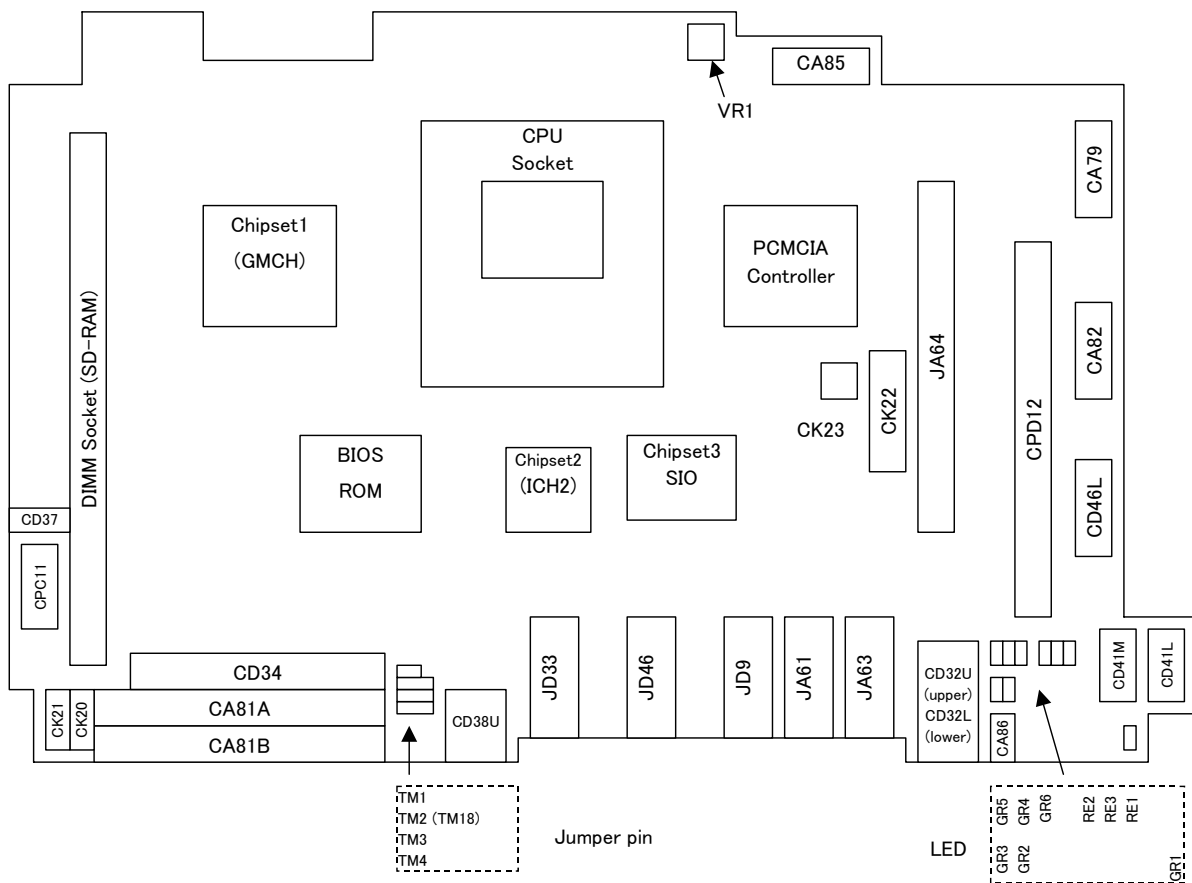 CA85
VR1
CPU
Socket
CA79
Chipset1
(GMCH)
PCMCIA
Controller
DIMM Socket (SD-RAM)
JA64
CA82
CK22
CPD12
CK23
BIOS
ROM
Chipset2
(ICH2)
Chipset3
SIO
CD46L
CD37
CPC11
JD33
JD46
JD9
JA61
JA63
CD41M
CD41L
CD34
CD32U
(upper)
CD32L
(lower)
CK21
CK20
CA81A
CD38U
CA86
CA81B
TM1
TM2 (TM18)
TM3
TM4
Jumper pin
LED
GR5
GR4
GR6
RE2
RE3
RE1
GR3
GR2
GR1